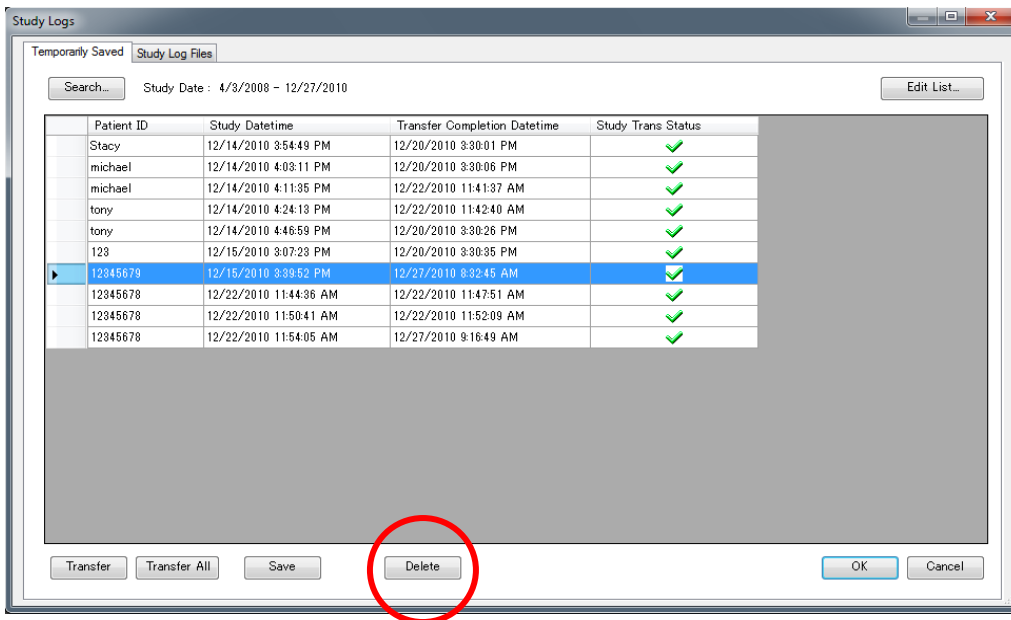 Study Logs
Temporarily Saved Study Log Files
Search... Study Date : 4/3/2008 - 12/27/2010 Edit List...
Patient ID Study Datetime Transfer Completion Datetime Study Trans Status
Stacy 12/14/2010 3:54:49 PM 12/20/2010 3:30:01 PM
michael 12/14/2010 4:03:11 PM 12/20/2010 3:30:06 PM
michael 12/14/2010 4:11:35 PM 12/22/2010 11:41:37 AM
tony 12/14/2010 4:24:13 PM 12/22/2010 11:42:40 AM
tony 12/14/2010 4:46:59 PM 12/20/2010 3:30:26 PM
123 12/15/2010 3:07:23 PM 12/20/2010 3:30:35 PM
12345679 12/15/2010 3:39:52 PM 12/27/2010 8:32:45 AM
12345678 12/22/2010 11:44:36 AM 12/22/2010 11:47:51 AM
12345678 12/22/2010 11:50:41 AM 12/22/2010 11:52:09 AM
12345678 12/22/2010 11:54:05 AM 12/27/2010 9:16:49 AM
Transfer Transfer All Save Delete OK Cancel